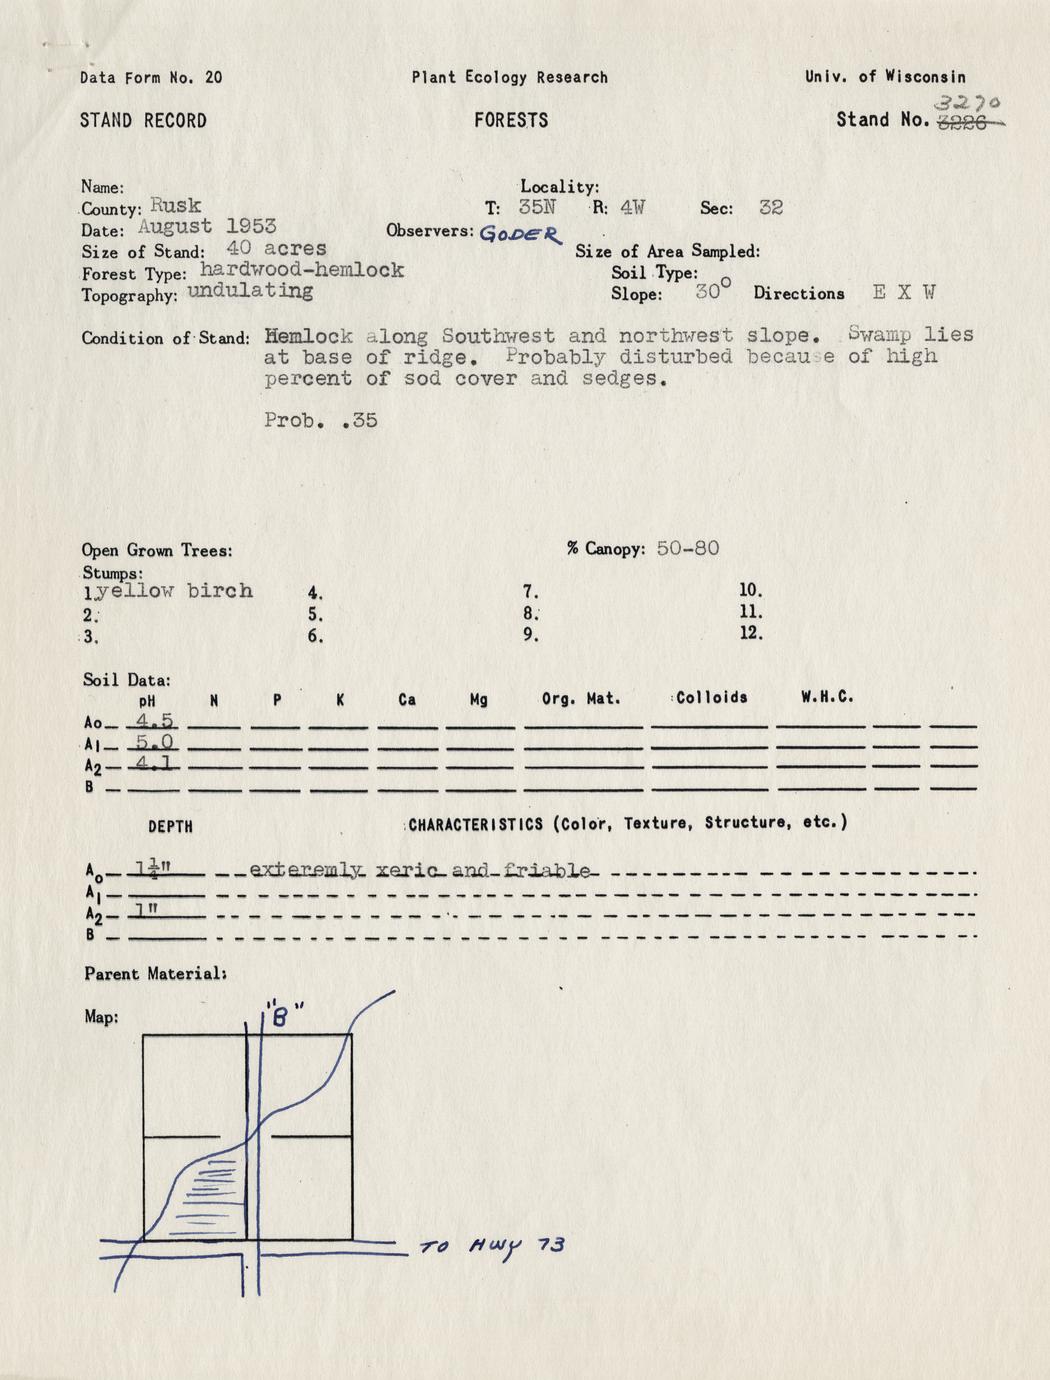 Data Form No. 20 Plant Ecology Research Univ. of Wisconsin
3270
STAND RECORD FORESTS Stand No. 3226
Name: Locality:
County: Rusk T: 35N R: 4W Sec: 32
Date: August 1953 Observers: GODER
Size of Stand: 40 acres Size of Area Sampled:
Forest Type: hardwood-hemlock Soil Type:
Topography: undulating Slope: 30° Directions E X W
Condition of Stand: Hemlock along Southwest and northwest slope. Swamp lies
at base of ridge. Probably disturbed because of high
percent of sod cover and sedges.
Prob. .35
Open Grown Trees: % Canopy: 50-80
Stumps:
1. yellow birch 4. 7. 10.
2. 5. 8. 11.
3. 6. 9. 12.
Soil Data:
pH N P K Ca Mg Org. Mat. Colloids W.H.C.
Ao 4.5
A1 5.0
A2 4.1
B
DEPTH CHARACTERISTICS (Color, Texture, Structure, etc.)
Ao 1½" exteremly xeric and friable
A1
A2 1"
B
Parent Material:
Map: "B"
TO HWY 73